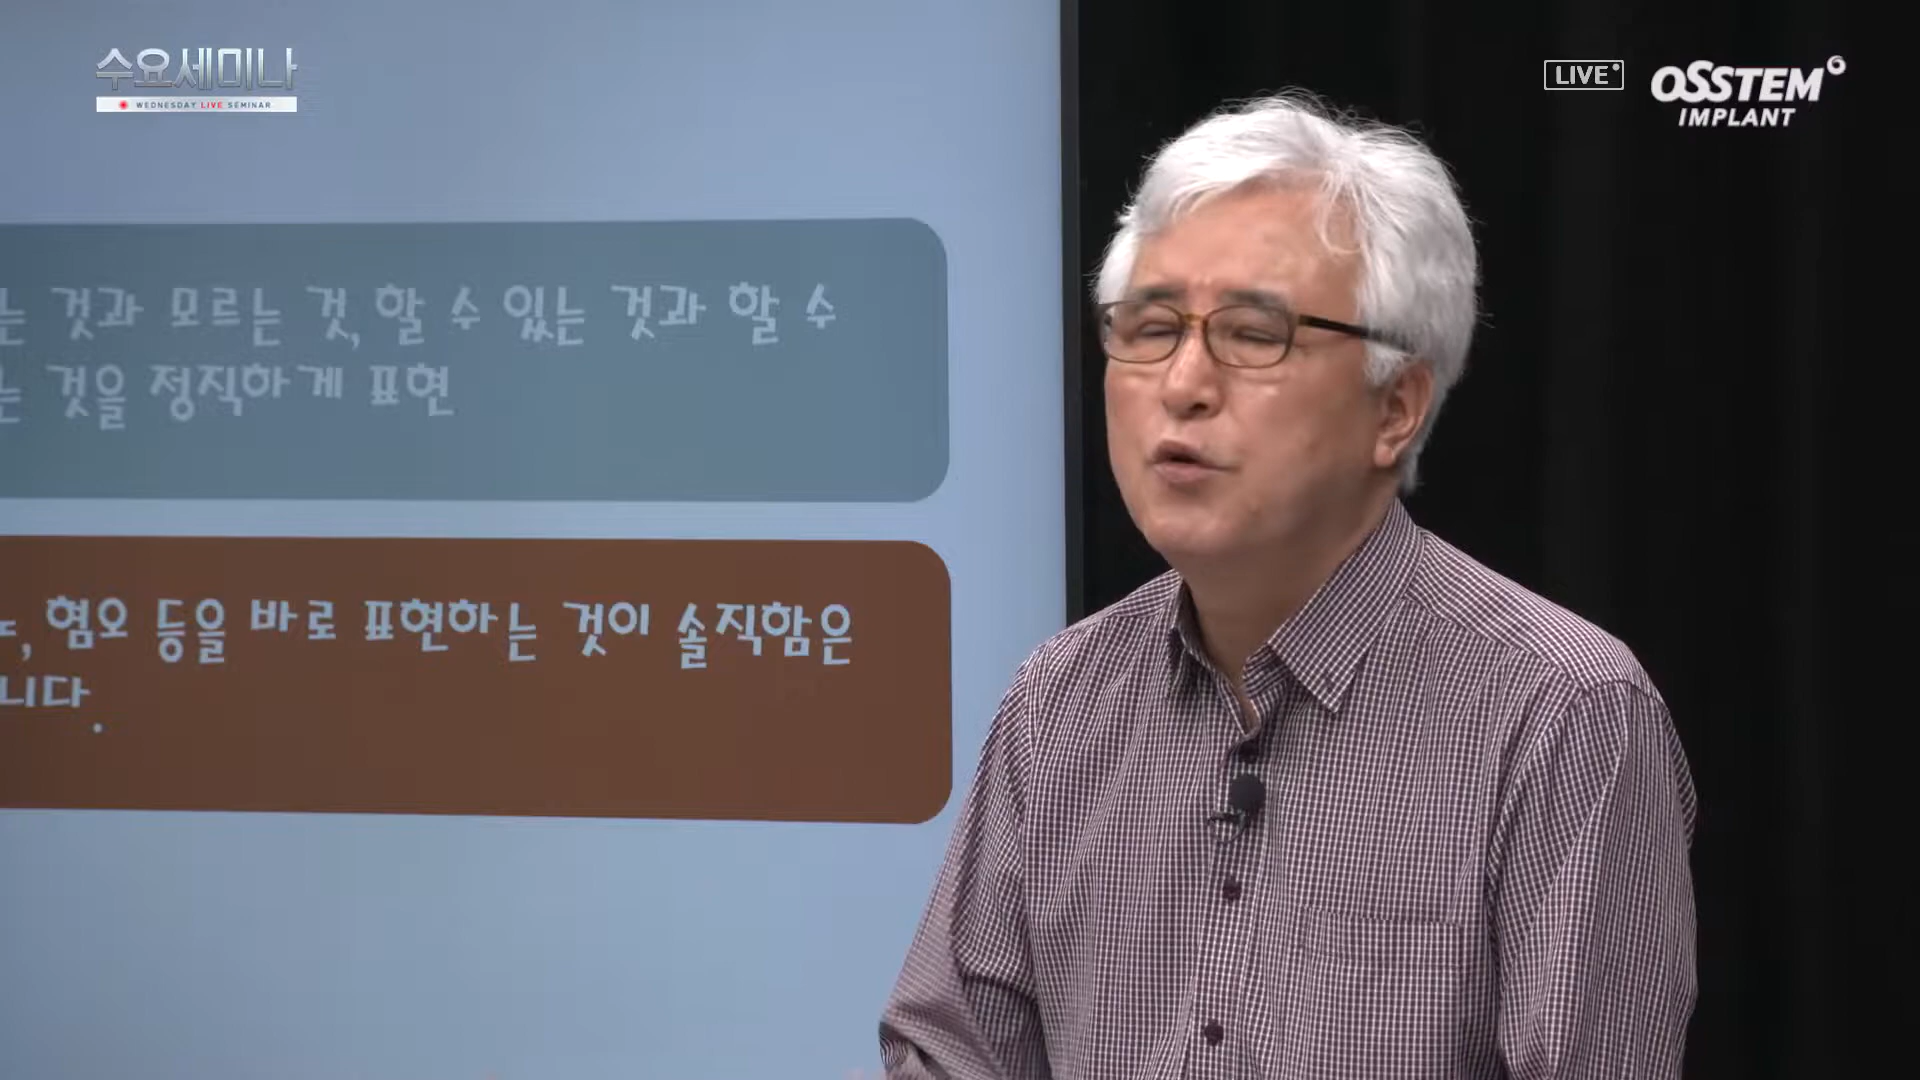 수요세미나
WEDNESDAY LIVE SEMINAR
LIVE
OSSTEM
IMPLANT
는 것과 모르는 것, 할 수 있는 것과 할 수
는 것을 정직하게 표현
, 혐오 등을 바로 표현하는 것이 솔직함은
니다.